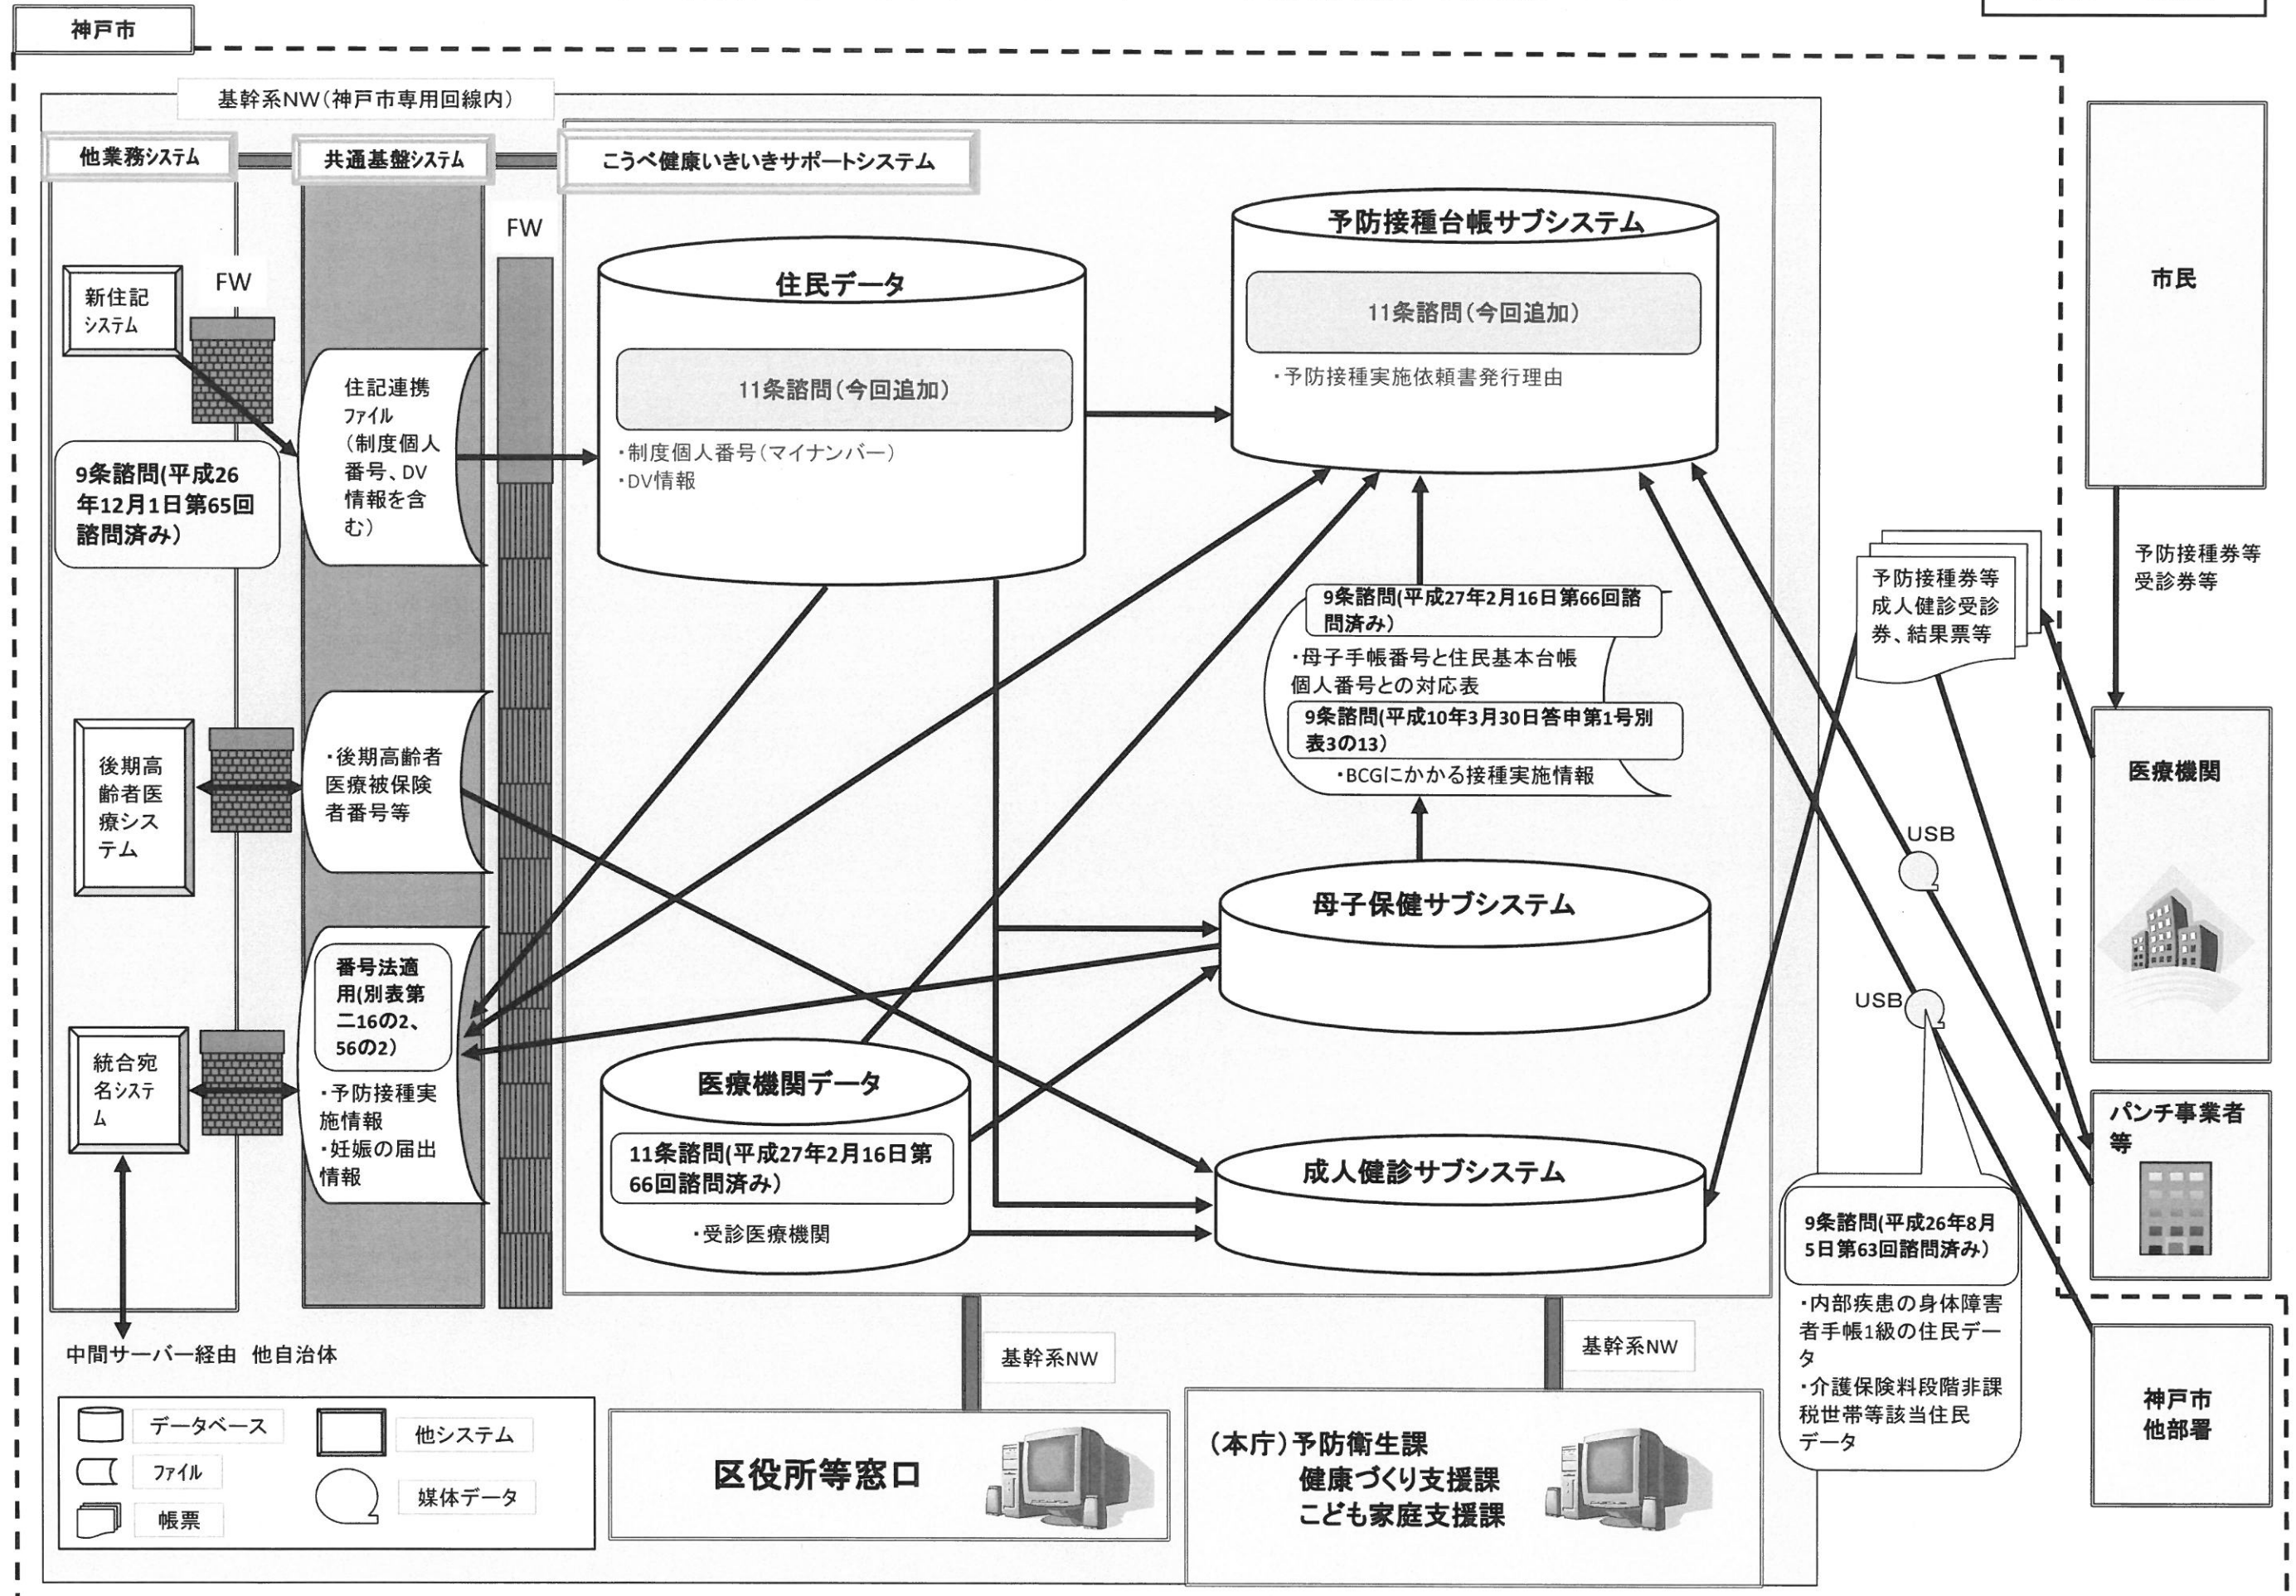 神戸市
基幹系NW(神戸市専用回線内)
他業務システム
共通基盤システム
こうべ健康いきいきサポートシステム
FW
FW
新住記
システム
9条諮問(平成26
年12月1日第65回
諮問済み)
住記連携
ファイル
(制度個人
番号、DV
情報を含
む)
住民データ
11条諮問(今回追加)
・制度個人番号(マイナンバー)
・DV情報
予防接種台帳サブシステム
11条諮問(今回追加)
・予防接種実施依頼書発行理由
市民
予防接種券等
受診券等
予防接種券等
成人健診受診
券、結果票等
9条諮問(平成27年2月16日第66回諮
問済み)
・母子手帳番号と住民基本台帳
個人番号との対応表
9条諮問(平成10年3月30日答申第1号別
表3の13)
・BCGにかかる接種実施情報
後期高
齢者医
療シス
テム
・後期高齢者
医療被保険
者番号等
医療機関
USB
USB
母子保健サブシステム
統合宛
名システ
ム
番号法適
用(別表第
二16の2、
56の2)
・予防接種実
施情報
・妊娠の届出
情報
医療機関データ
11条諮問(平成27年2月16日第
66回諮問済み)
・受診医療機関
成人健診サブシステム
パンチ事業者
等
9条諮問(平成26年8月
5日第63回諮問済み)
・内部疾患の身体障害
者手帳1級の住民デー
タ
・介護保険料段階非課
税世帯等該当住民
データ
中間サーバー経由 他自治体
基幹系NW
基幹系NW
神戸市
他部署
データベース
他システム
ファイル
媒体データ
帳票
区役所等窓口
(本庁)予防衛生課
健康づくり支援課
こども家庭支援課